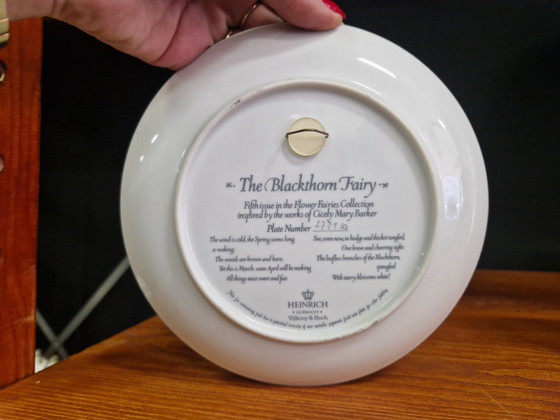 The Blackthorn Fairy
Fifth issue in the Flower Fairies Collection
inspired by the works of Cicely Mary Barker
Plate Number
The wind is cold, the Spring seems long
a-waking;
The woods are brown and bare;
Yet this is March: soon April will be making
All things most sweet and fair.
See, even now, in hedge and thicket tangled,
One brave and cheering sight:
The leafless branches of the Blackthorn,
spangled
With starry blossoms white!
HEINRICH
GERMANY
Villeroy & Boch